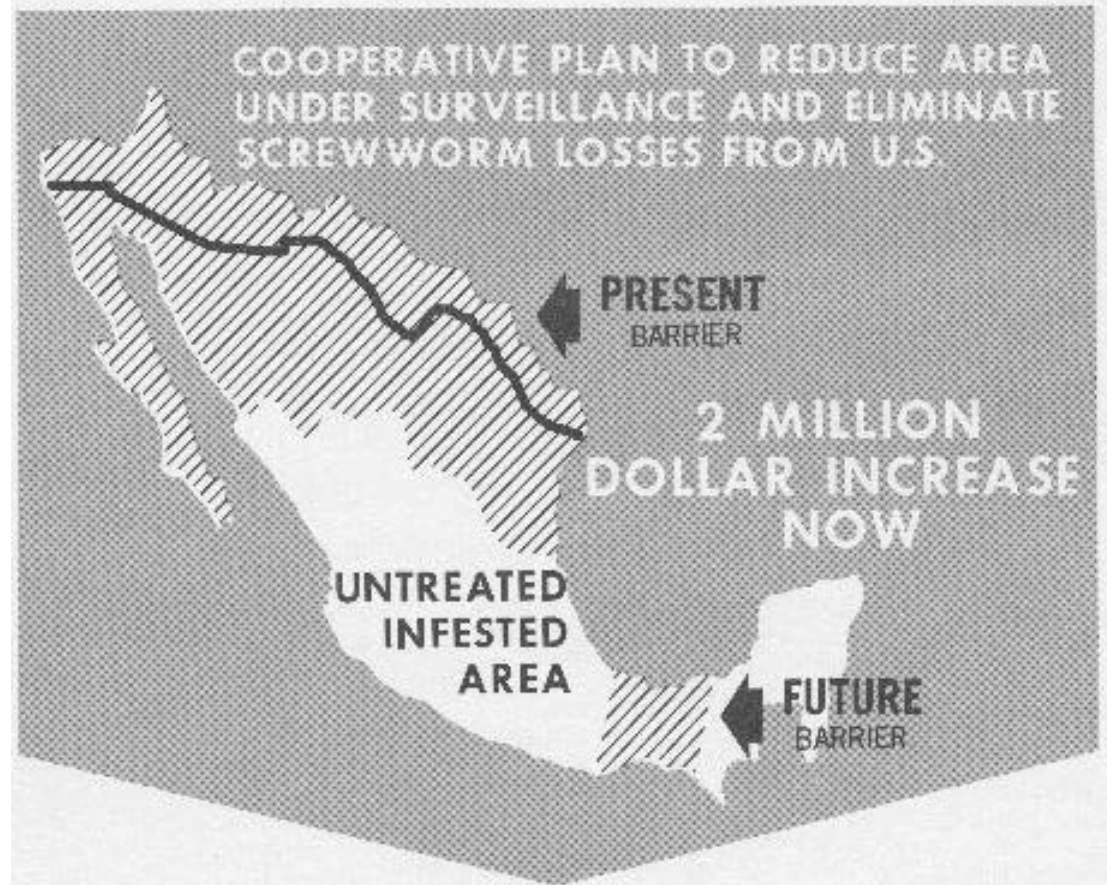 COOPERATIVE PLAN TO REDUCE AREA
UNDER SURVEILLANCE AND ELIMINATE
SCREWWORM LOSSES FROM U.S.
PRESENT
BARRIER
2 MILLION
DOLLAR INCREASE
NOW
UNTREATED
INFESTED
AREA
FUTURE
BARRIER